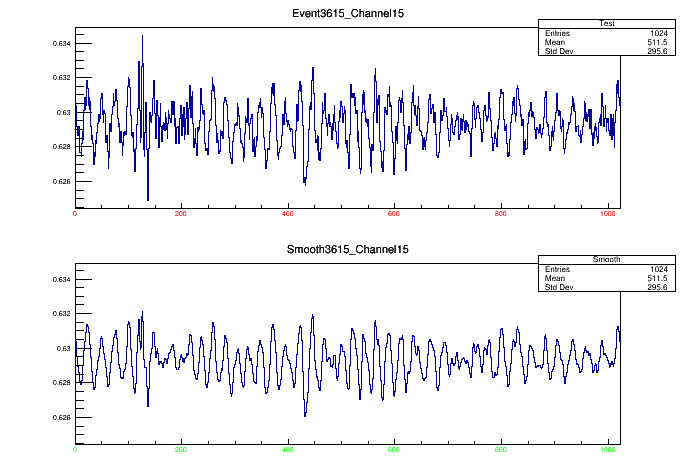 Event3615_Channel15
Test
Entries 1024
Mean 511.5
Std Dev 295.6
0.634
0.632
0.63
0.628
0.626
0 200 400 600 800 1000
Smooth3615_Channel15
Smooth
Entries 1024
Mean 511.5
Std Dev 295.6
0.634
0.632
0.63
0.628
0.626
0 200 400 600 800 1000